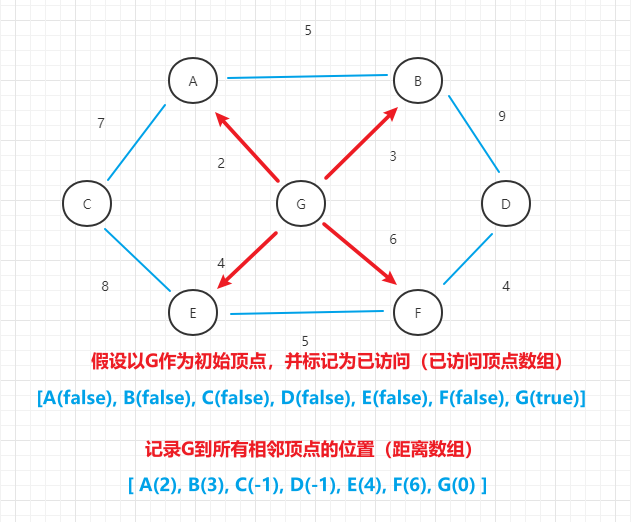 5
A
B
7
9
2
3
C
G
D
6
4
8
4
E
F
5
假设以G作为初始顶点，并标记为已访问（已访问顶点数组）
[A(false), B(false), C(false), D(false), E(false), F(false), G(true)]
记录G到所有相邻顶点的位置（距离数组）
[ A(2), B(3), C(-1), D(-1), E(4), F(6), G(0) ]